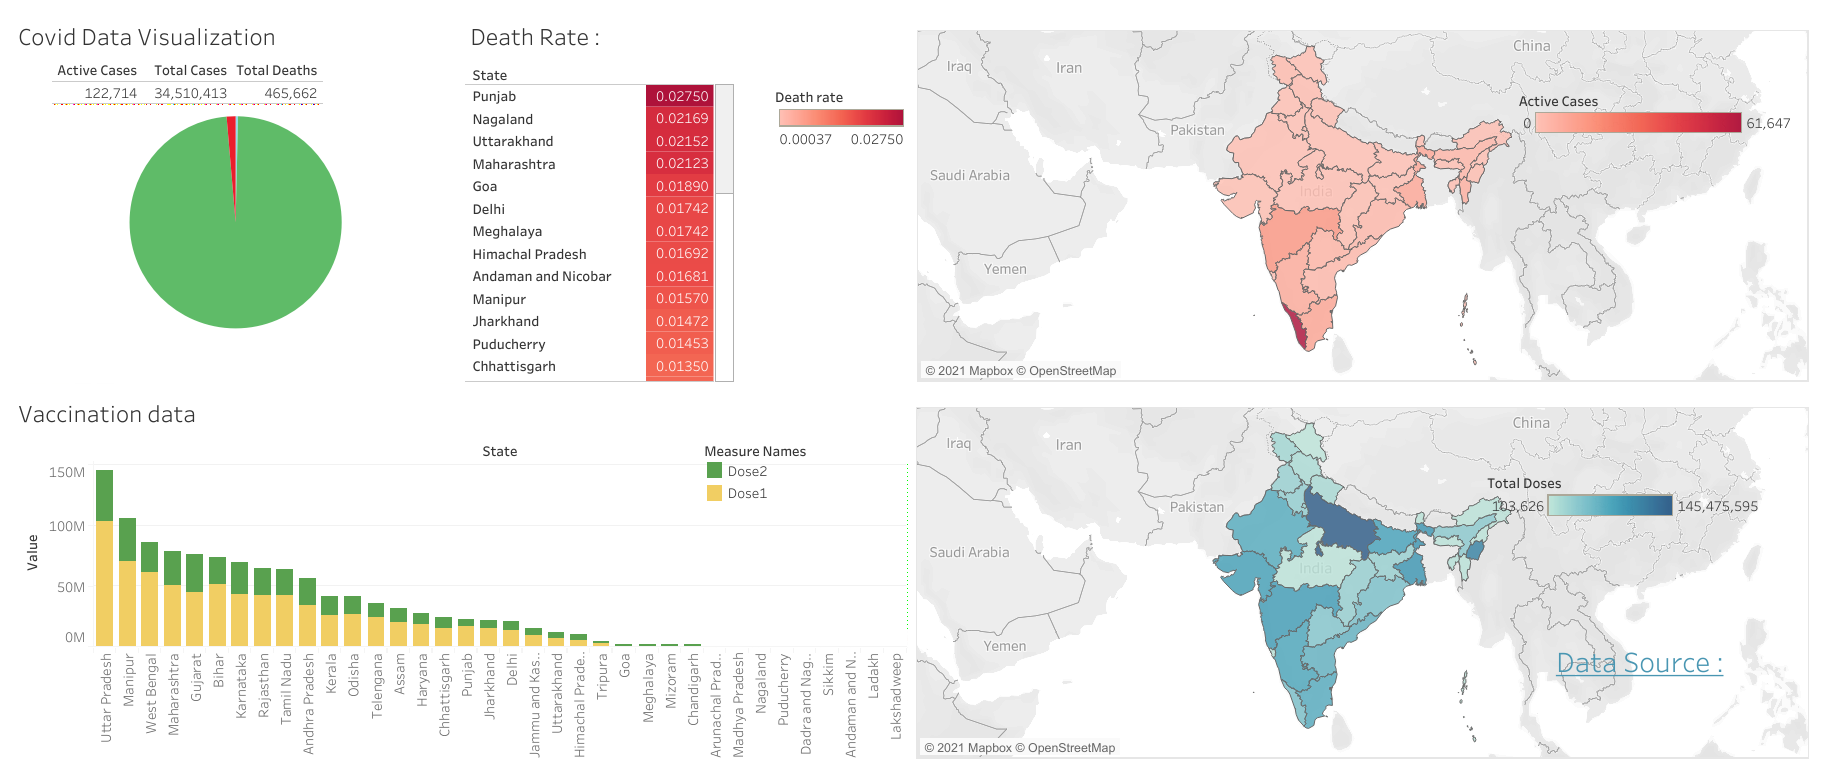 Covid Data Visualization
Active Cases Total Cases Total Deaths
122,714 34,510,413 465,662
Death Rate :
State
Punjab 0.02750
Nagaland 0.02169
Uttarakhand 0.02152
Maharashtra 0.02123
Goa 0.01890
Delhi 0.01742
Meghalaya 0.01742
Himachal Pradesh 0.01692
Andaman and Nicobar 0.01681
Manipur 0.01570
Jharkhand 0.01472
Puducherry 0.01453
Chhattisgarh 0.01350
Death rate
0.00037 0.02750
China
Iraq
Iran
Active Cases
0 61,647
Pakistan
Saudi Arabia
India
Yemen
© 2021 Mapbox © OpenStreetMap
Vaccination data
State
Measure Names
Dose2
Dose1
Value
150M
100M
50M
0M
Uttar Pradesh
Manipur
West Bengal
Maharashtra
Gujarat
Bihar
Karnataka
Rajasthan
Tamil Nadu
Andhra Pradesh
Kerala
Odisha
Telengana
Assam
Haryana
Chhattisgarh
Punjab
Jharkhand
Delhi
Jammu and Kas..
Uttarakhand
Himachal Prade..
Tripura
Goa
Meghalaya
Mizoram
Chandigarh
Arunachal Prad..
Madhya Pradesh
Nagaland
Puducherry
Dadra and Nag..
Sikkim
Andaman and N..
Ladakh
Lakshadweep
China
Iraq
Iran
Total Doses
103,626 145,475,595
Pakistan
Saudi Arabia
India
Yemen
Data Source :
© 2021 Mapbox © OpenStreetMap